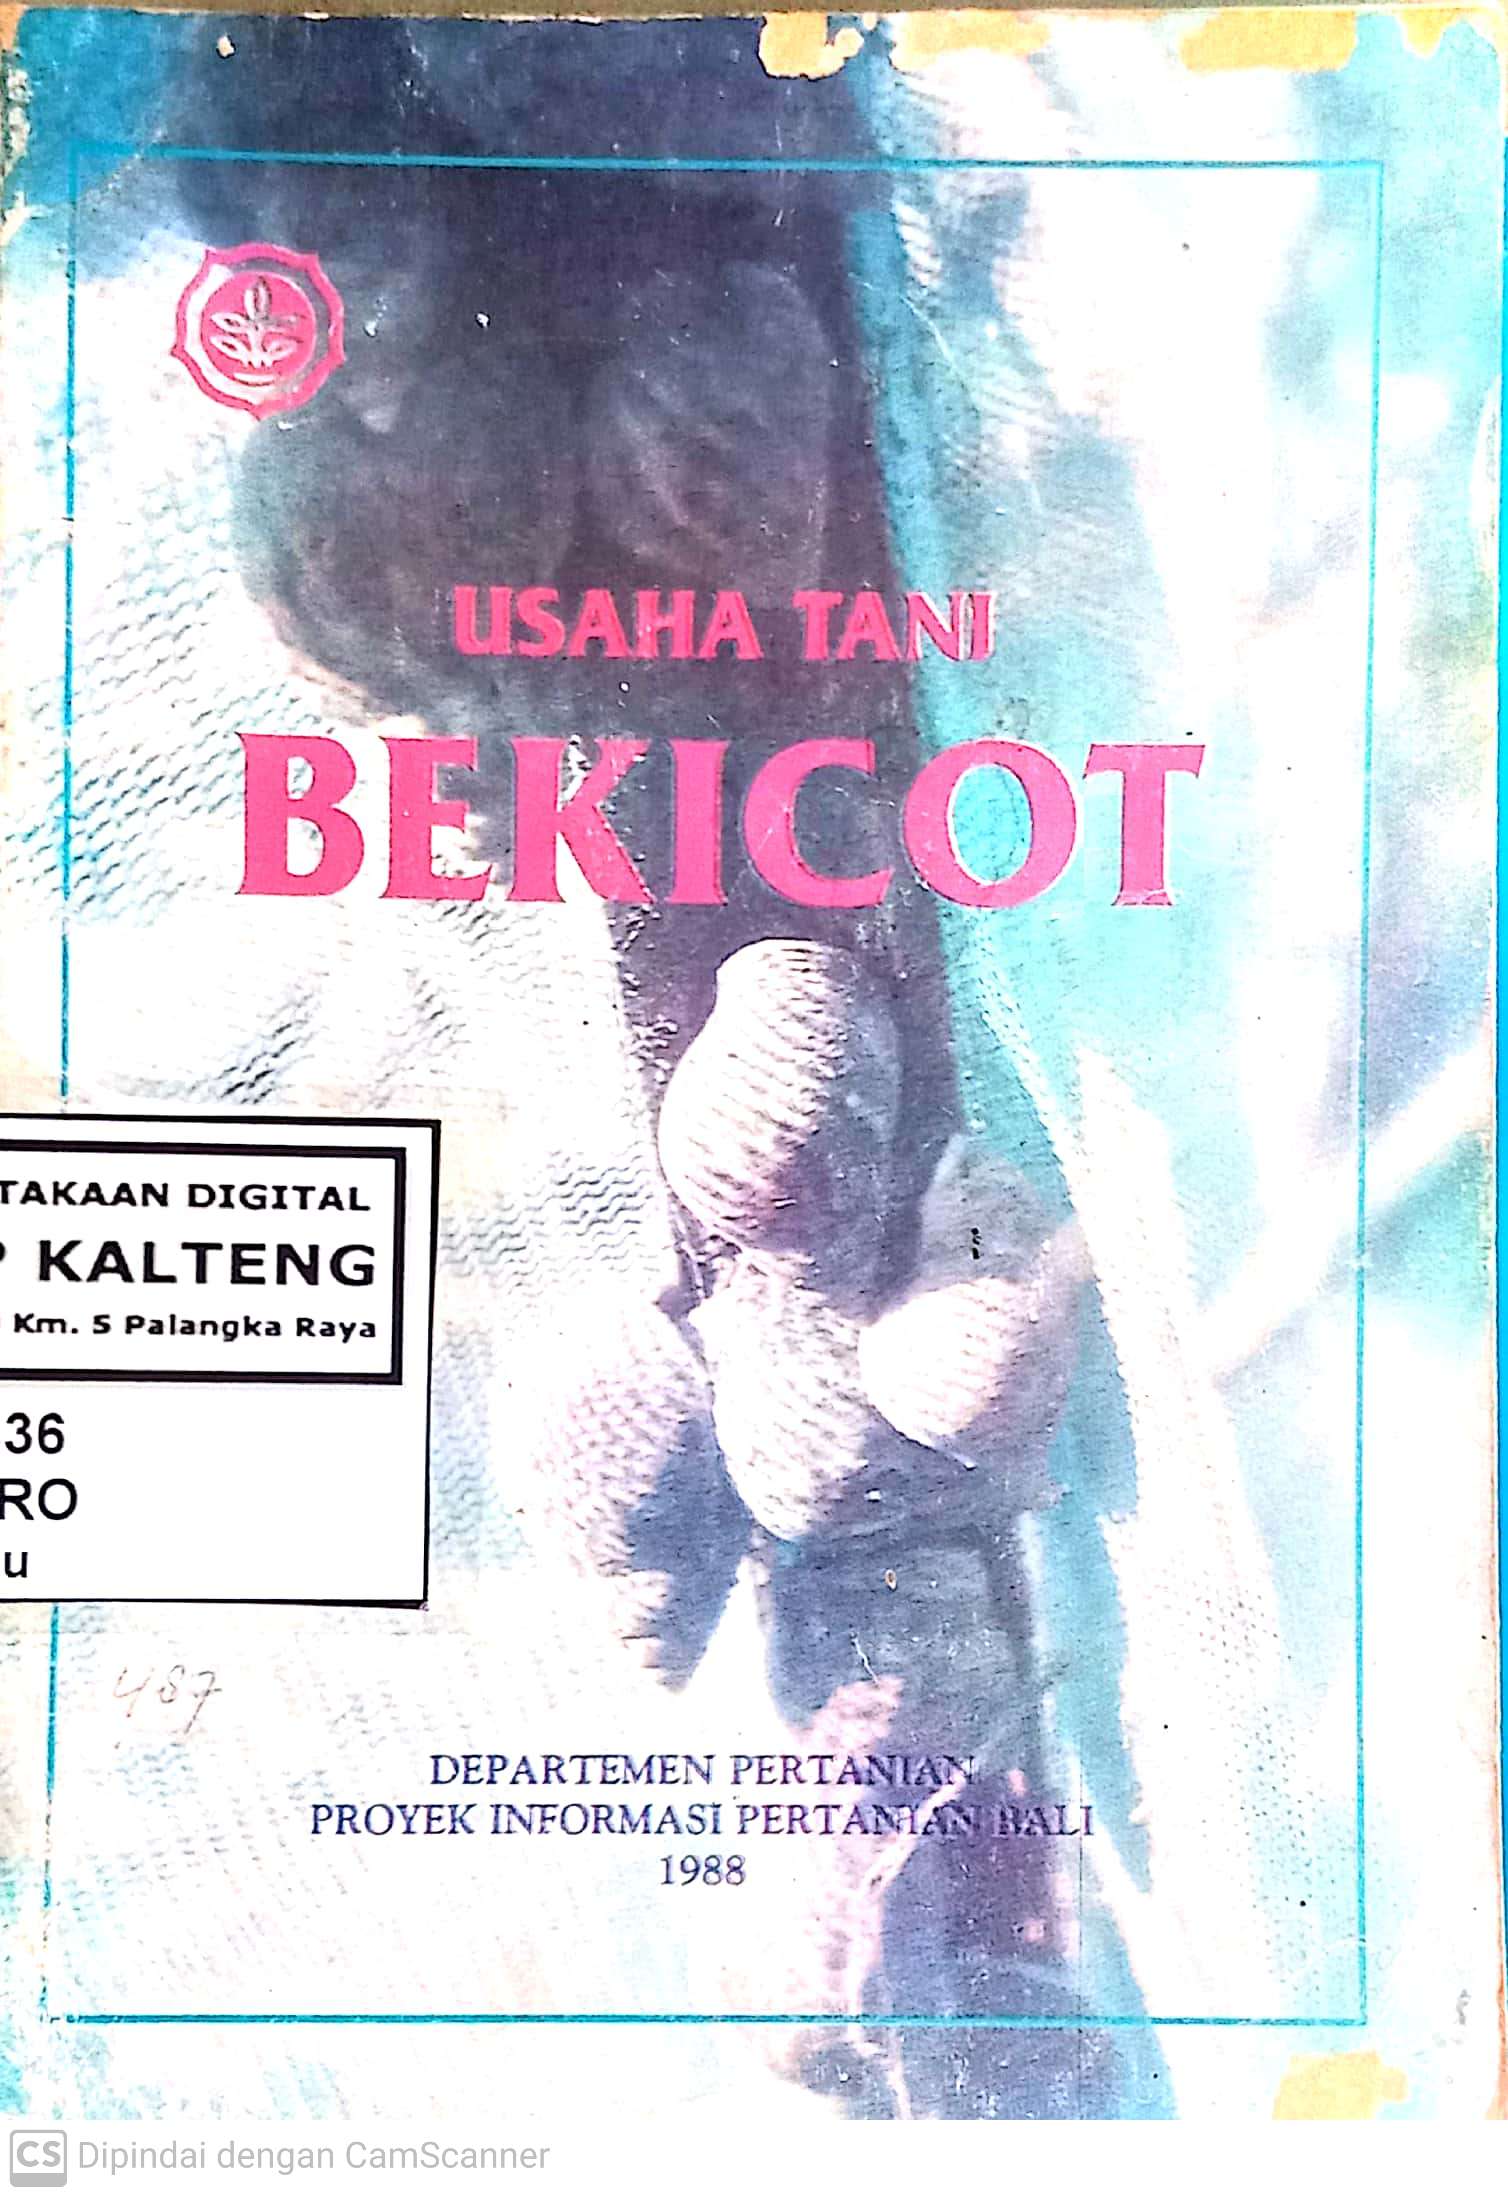 USAHA TANI
BEKICOT
TAKAAN DIGITAL
P KALTENG
Km. 5 Palangka Raya
36
RO
u
487
DEPARTEMEN PERTANIAN
PROYEK INFORMASI PERTANIAN BALI
1988
CS Dipindai dengan CamScanner